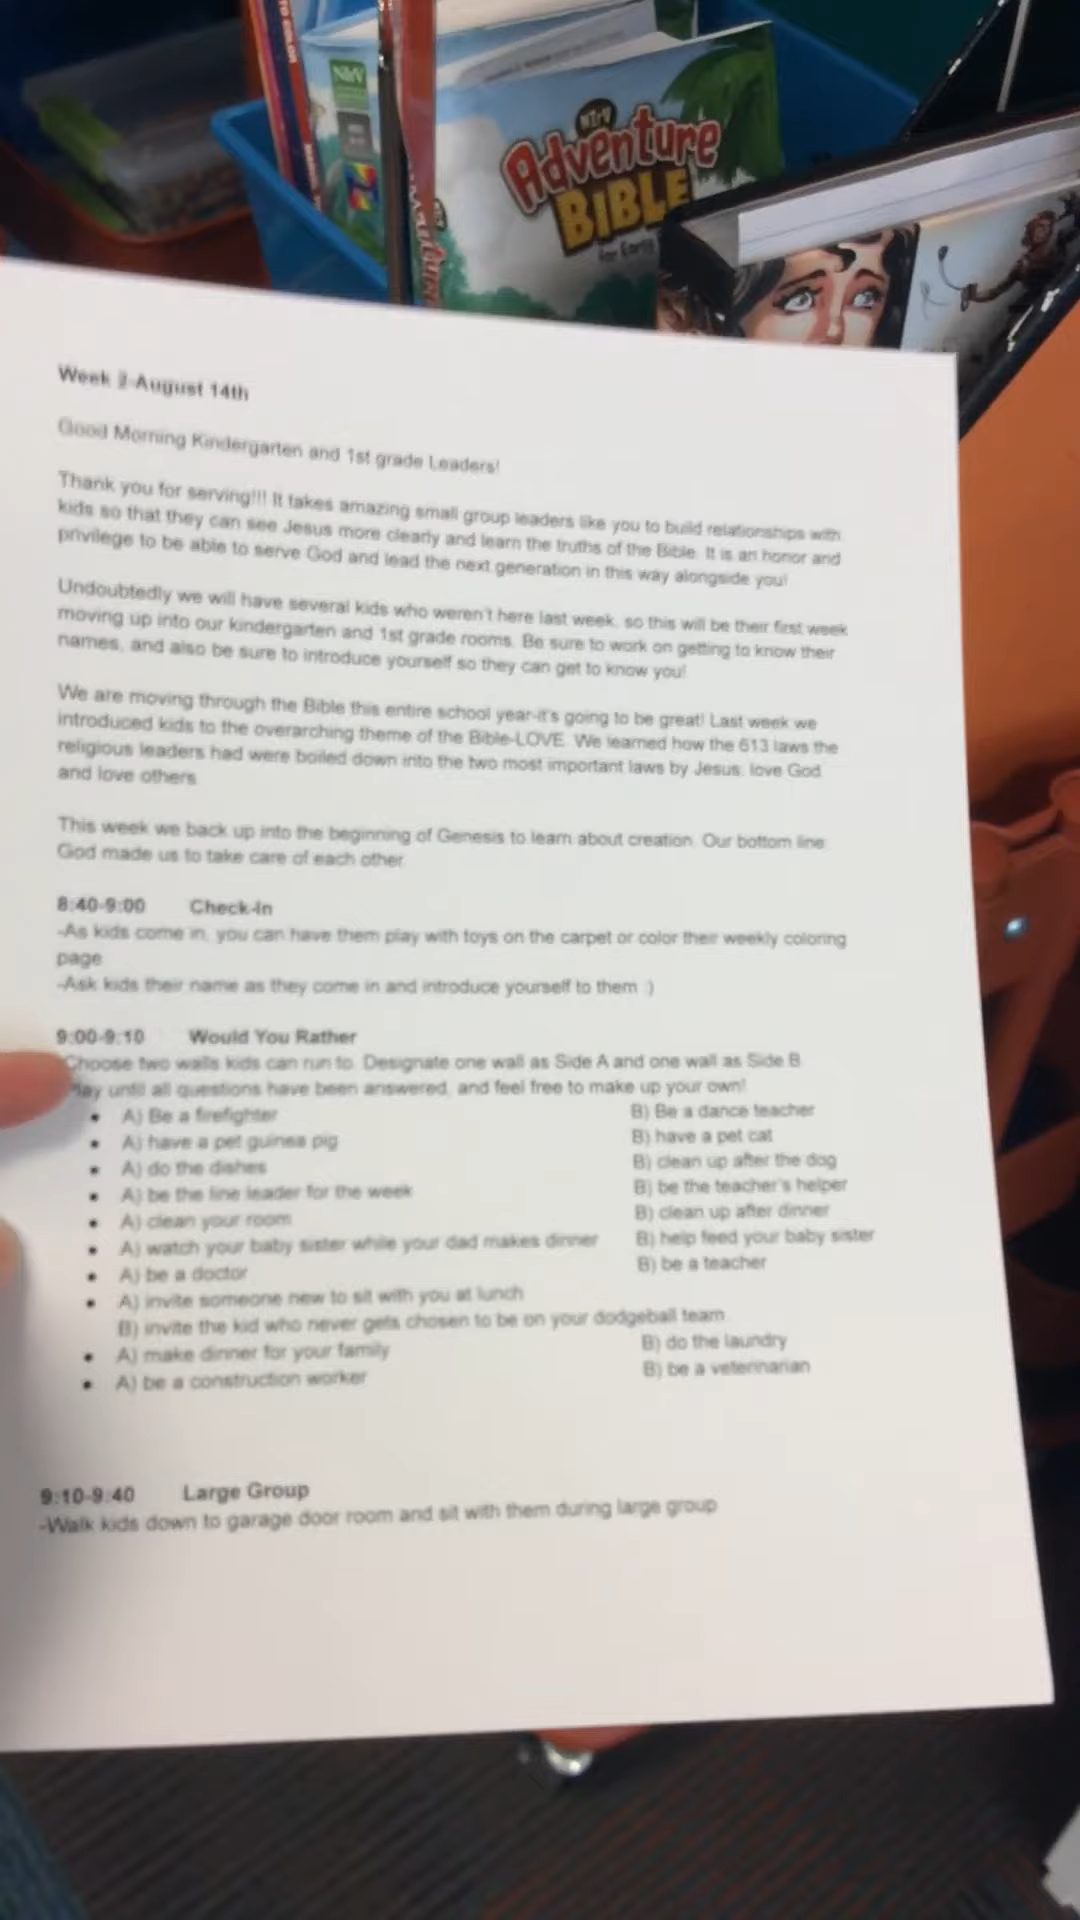 TO COLOR
NIrV
NIrV
Adventure
BIBLE
for Early
Week 2-August 14th
Good Morning Kindergarten and 1st grade Leaders!
Thank you for serving!!! It takes amazing small group leaders like you to build relationships with
kids so that they can see Jesus more clearly and learn the truths of the Bible. It is an honor and
privilege to be able to serve God and lead the next generation in this way alongside you!
Undoubtedly we will have several kids who weren't here last week, so this will be their first week
moving up into our kindergarten and 1st grade rooms. Be sure to work on getting to know their
names, and also be sure to introduce yourself so they can get to know you!
We are moving through the Bible this entire school year-it's going to be great! Last week we
introduced kids to the overarching theme of the Bible-LOVE. We learned how the 613 laws the
religious leaders had were boiled down into the two most important laws by Jesus: love God
and love others.
This week we back up into the beginning of Genesis to learn about creation. Our bottom line:
God made us to take care of each other.
8:40-9:00 Check-In
-As kids come in, you can have them play with toys on the carpet or color their weekly coloring
page.
-Ask kids their name as they come in and introduce yourself to them :)
9:00-9:10 Would You Rather
Choose two walls kids can run to. Designate one wall as Side A and one wall as Side B.
Play until all questions have been answered, and feel free to make up your own!
• A) Be a firefighter B) Be a dance teacher
• A) have a pet guinea pig B) have a pet cat
• A) do the dishes B) clean up after the dog
• A) be the line leader for the week B) be the teacher's helper
• A) clean your room B) clean up after dinner
• A) watch your baby sister while your dad makes dinner B) help feed your baby sister
• A) be a doctor B) be a teacher
• A) invite someone new to sit with you at lunch
B) invite the kid who never gets chosen to be on your dodgeball team
• A) make dinner for your family B) do the laundry
• A) be a construction worker B) be a veterinarian
9:10-9:40 Large Group
-Walk kids down to garage door room and sit with them during large group